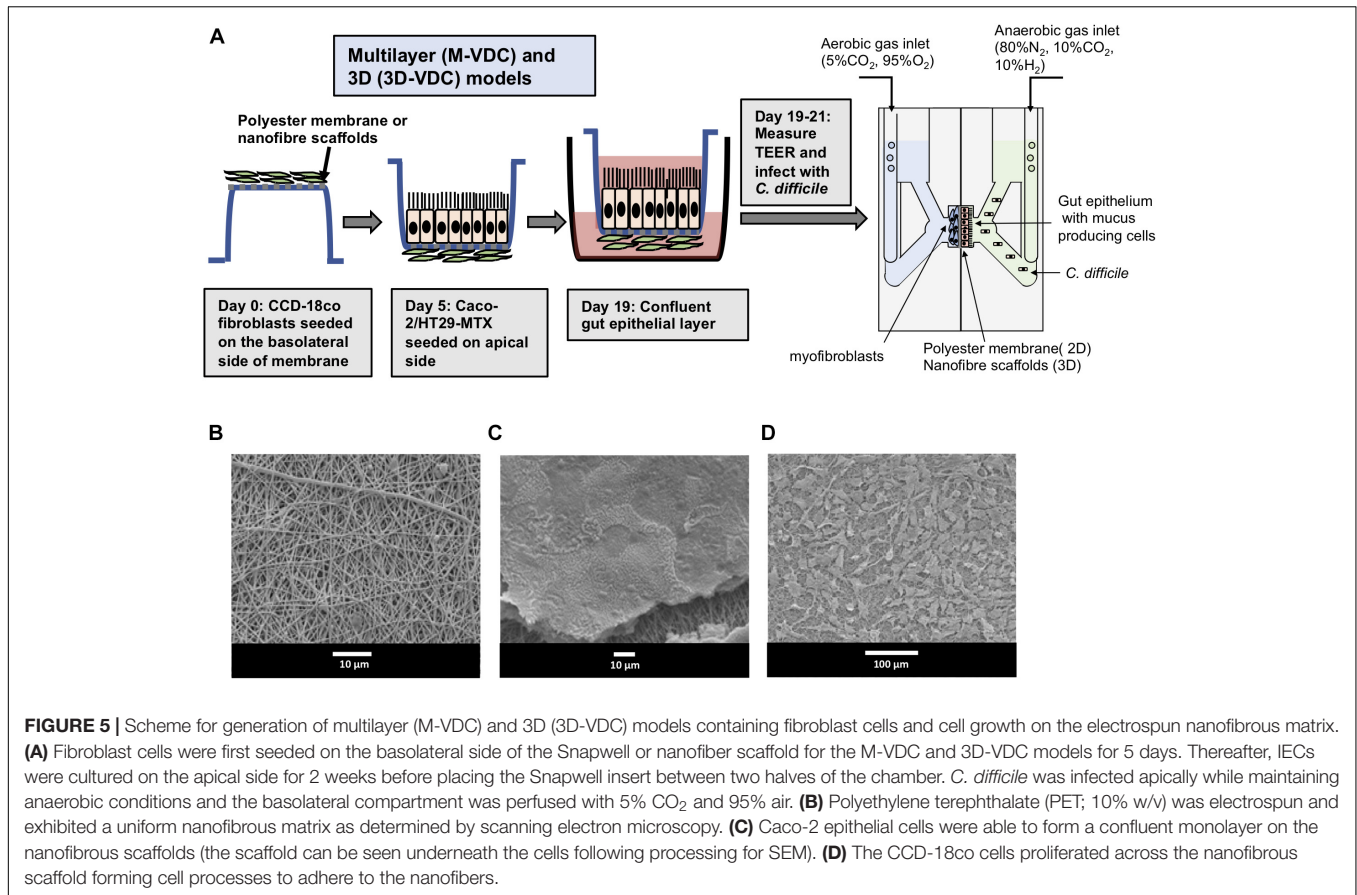 A
Multilayer (M-VDC) and
3D (3D-VDC) models
Polyester membrane or
nanofibre scaffolds
Day 0: CCD-18co
fibroblasts seeded
on the basolateral
side of membrane
Day 5: Caco-
2/HT29-MTX
seeded on apical
side
Day 19: Confluent
gut epithelial layer
Day 19-21:
Measure
TEER and
infect with
C. difficile
Aerobic gas inlet
(5%CO₂, 95%O₂)
Anaerobic gas inlet
(80%N₂, 10%CO₂,
10%H₂)
Gut epithelium
with mucus
producing cells
C. difficile
myofibroblasts
Polyester membrane( 2D)
Nanofibre scaffolds (3D)
B
10 µm
C
10 µm
D
100 µm
FIGURE 5 | Scheme for generation of multilayer (M-VDC) and 3D (3D-VDC) models containing fibroblast cells and cell growth on the electrospun nanofibrous matrix.
(A) Fibroblast cells were first seeded on the basolateral side of the Snapwell or nanofiber scaffold for the M-VDC and 3D-VDC models for 5 days. Thereafter, IECs
were cultured on the apical side for 2 weeks before placing the Snapwell insert between two halves of the chamber. C. difficile was infected apically while maintaining
anaerobic conditions and the basolateral compartment was perfused with 5% CO₂ and 95% air. (B) Polyethylene terephthalate (PET; 10% w/v) was electrospun and
exhibited a uniform nanofibrous matrix as determined by scanning electron microscopy. (C) Caco-2 epithelial cells were able to form a confluent monolayer on the
nanofibrous scaffolds (the scaffold can be seen underneath the cells following processing for SEM). (D) The CCD-18co cells proliferated across the nanofibrous
scaffold forming cell processes to adhere to the nanofibers.